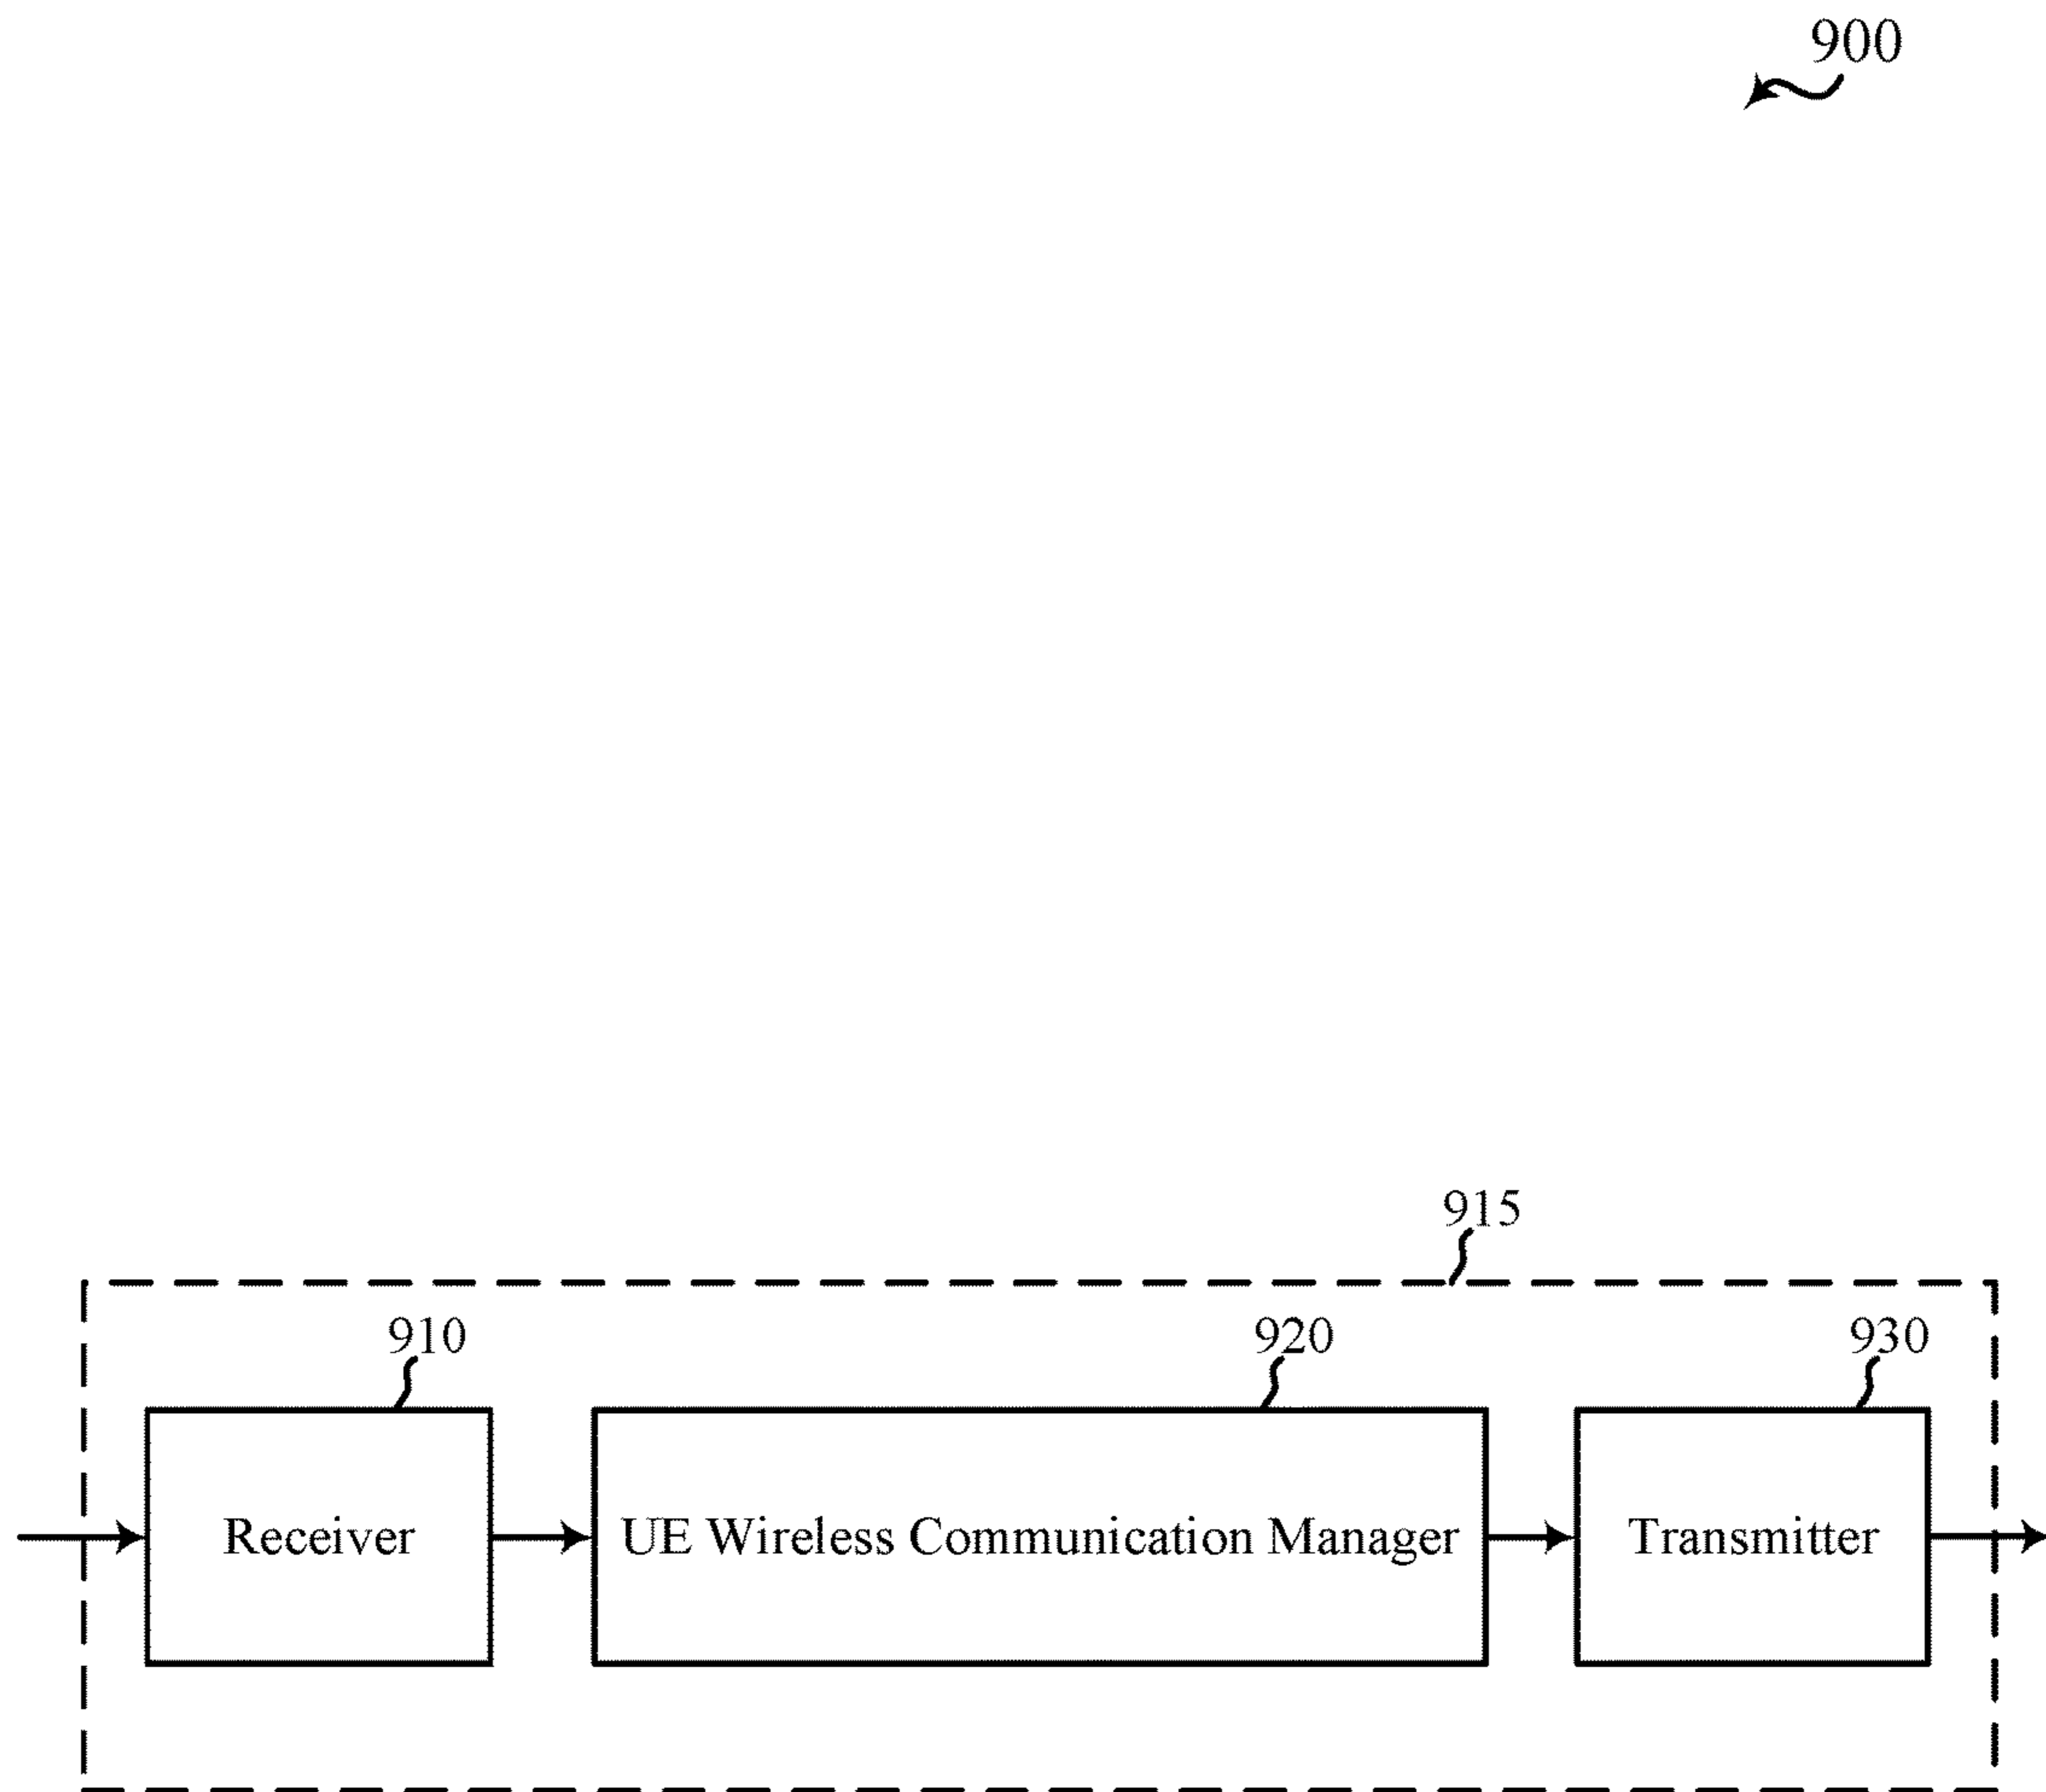 900
915
910
920
930
Receiver
UE Wireless Communication Manager
Transmitter